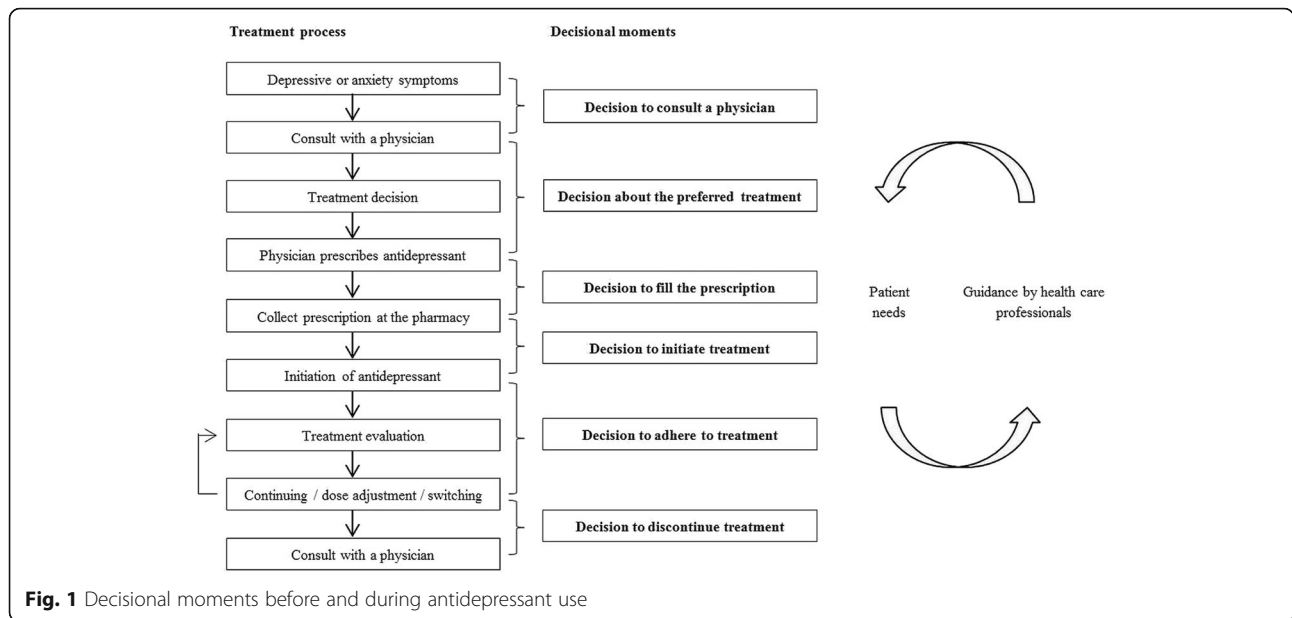 Treatment process
Decisional moments
Depressive or anxiety symptoms
Decision to consult a physician
Consult with a physician
Treatment decision
Decision about the preferred treatment
Physician prescribes antidepressant
Decision to fill the prescription
Patient
needs
Guidance by health care
professionals
Collect prescription at the pharmacy
Decision to initiate treatment
Initiation of antidepressant
Treatment evaluation
Decision to adhere to treatment
Continuing / dose adjustment / switching
Decision to discontinue treatment
Consult with a physician
Fig. 1 Decisional moments before and during antidepressant use